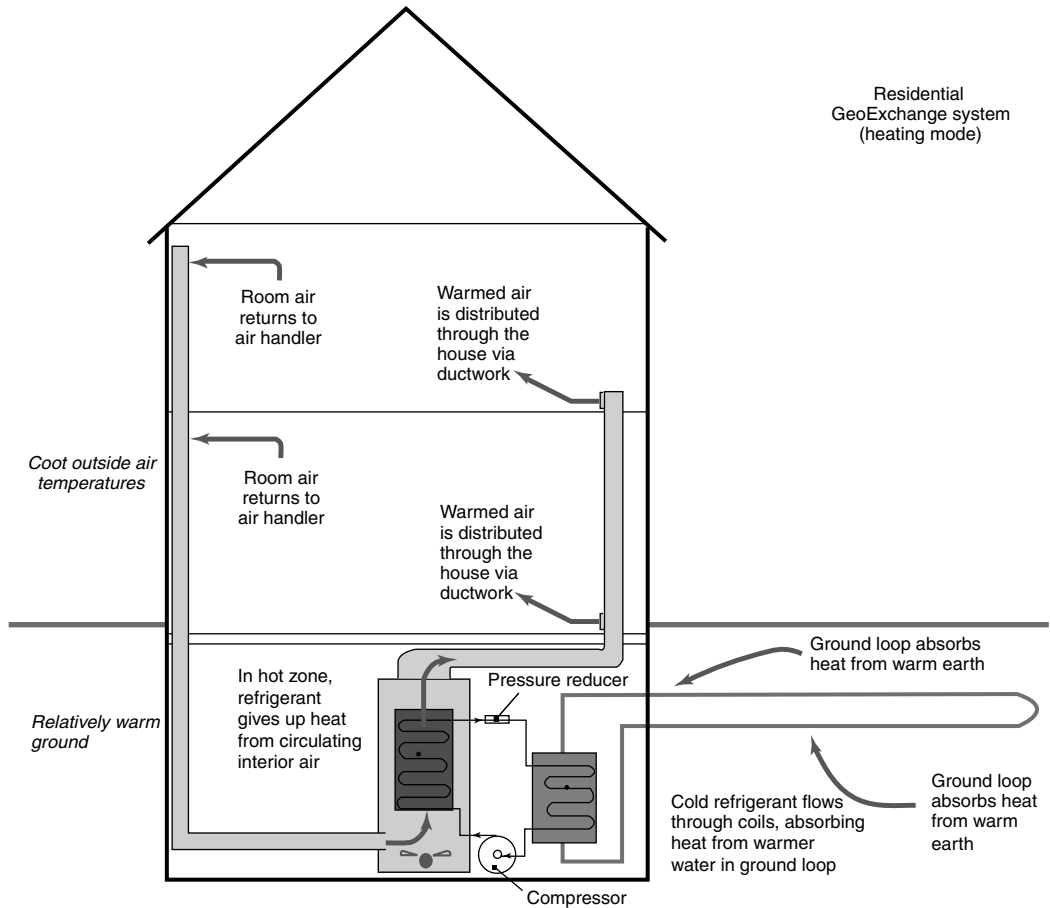 Residential
GeoExchange system
(heating mode)
Room air
returns to
air handler
Warmed air
is distributed
through the
house via
ductwork
Coot outside air
temperatures
Room air
returns to
air handler
Warmed air
is distributed
through the
house via
ductwork
Ground loop absorbs
heat from warm earth
In hot zone,
refrigerant
gives up heat
from circulating
interior air
Pressure reducer
Relatively warm
ground
Cold refrigerant flows
through coils, absorbing
heat from warmer
water in ground loop
Ground loop
absorbs heat
from warm
earth
Compressor